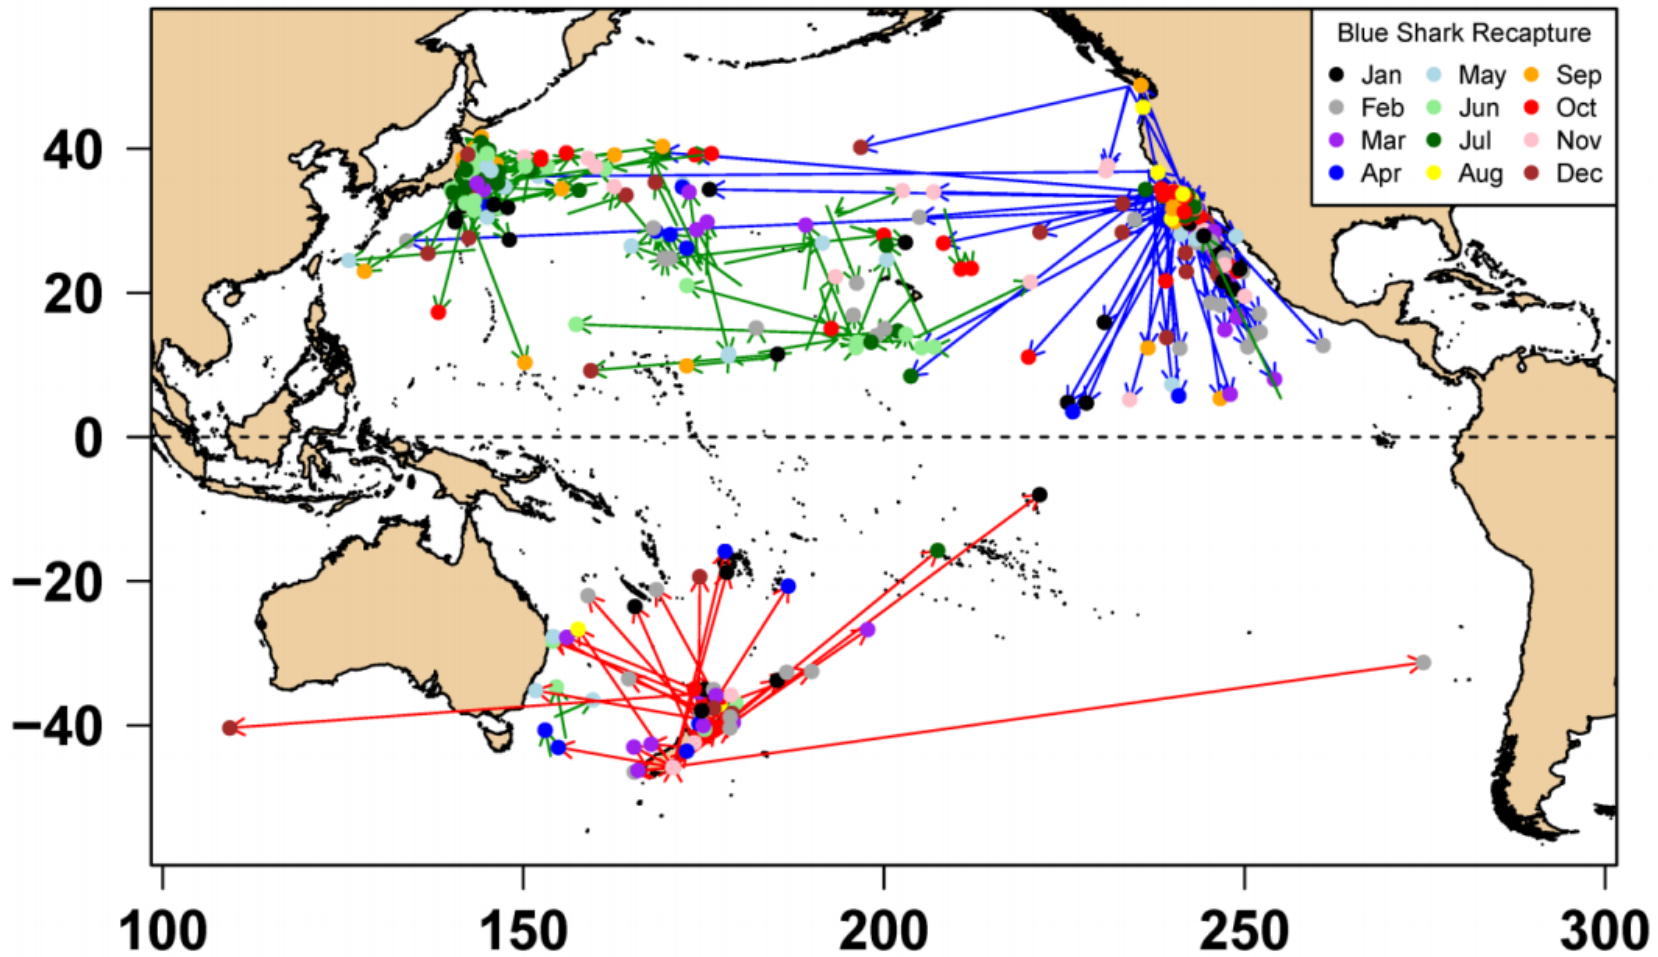 Blue Shark Recapture
Jan May Sep
Feb Jun Oct
Mar Jul Nov
Apr Aug Dec
40
20
0
−20
−40
100 150 200 250 300